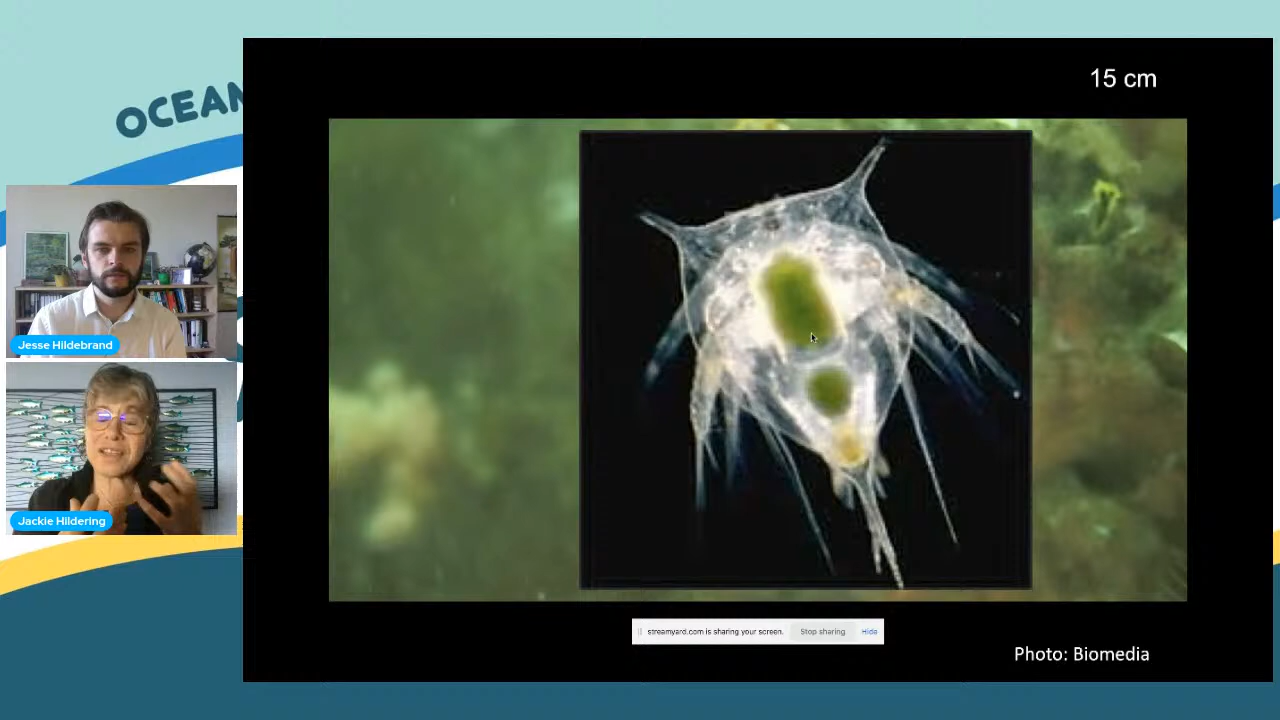 OCEAN
15 cm
Jesse Hildebrand
Jackie Hildering
streamyard.com is sharing your screen.
Stop sharing
Hide
Photo: Biomedia